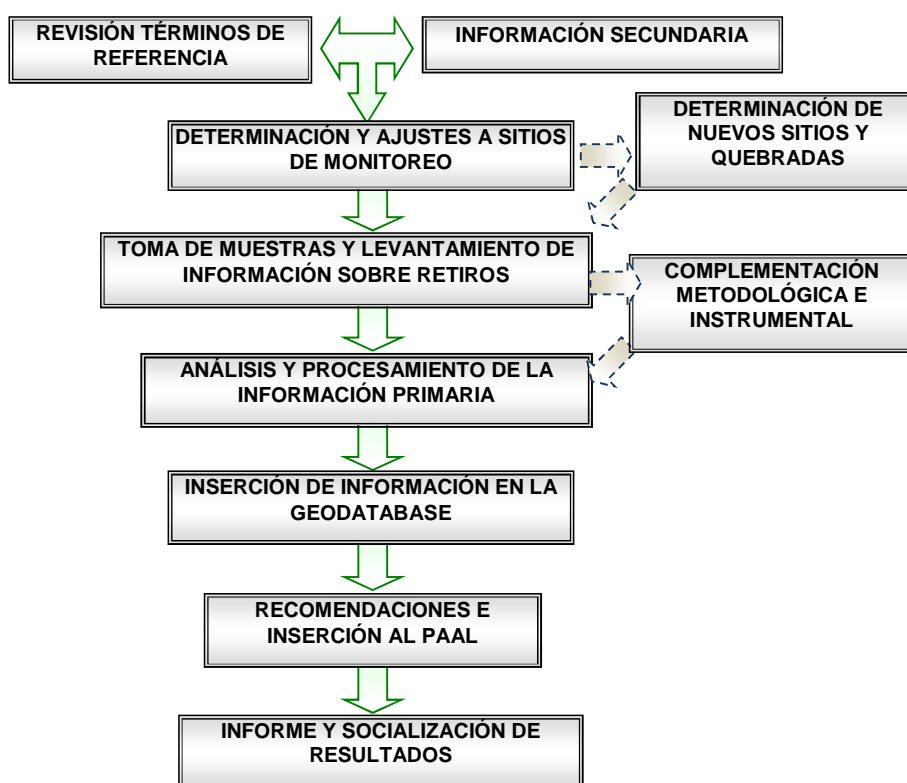 REVISIÓN TÉRMINOS DE
REFERENCIA
INFORMACIÓN SECUNDARIA
DETERMINACIÓN Y AJUSTES A SITIOS
DE MONITOREO
DETERMINACIÓN DE
NUEVOS SITIOS Y
QUEBRADAS
TOMA DE MUESTRAS Y LEVANTAMIENTO DE
INFORMACIÓN SOBRE RETIROS
COMPLEMENTACIÓN
METODOLÓGICA E
INSTRUMENTAL
ANÁLISIS Y PROCESAMIENTO DE LA
INFORMACIÓN PRIMARIA
INSERCIÓN DE INFORMACIÓN EN LA
GEODATABASE
RECOMENDACIONES E
INSERCIÓN AL PAAL
INFORME Y SOCIALIZACIÓN DE
RESULTADOS